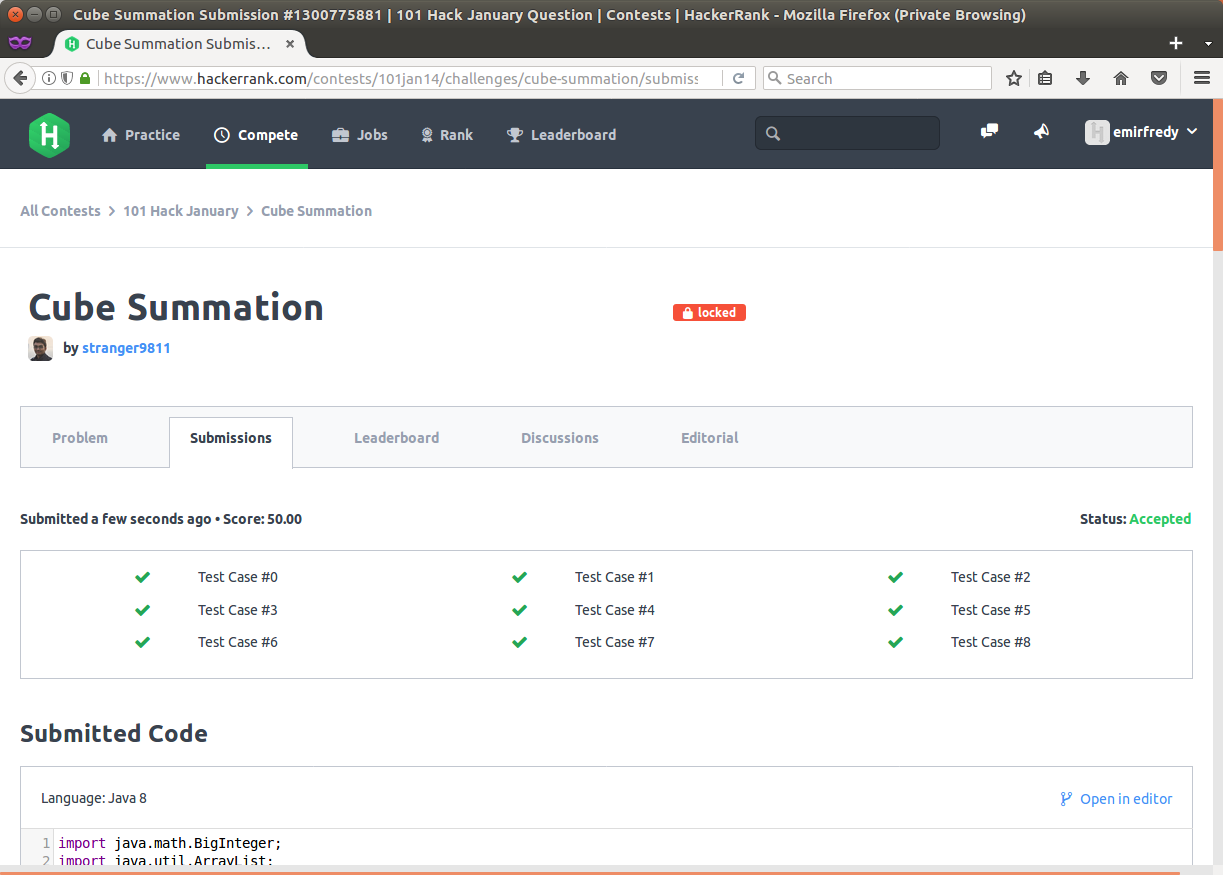 Cube Summation Submission #1300775881 | 101 Hack January Question | Contests | HackerRank - Mozilla Firefox (Private Browsing)
Cube Summation Submis...
https://www.hackerrank.com/contests/101jan14/challenges/cube-summation/submis
Search
H
Practice
Compete
Jobs
Rank
Leaderboard
emirfredy
All Contests > 101 Hack January > Cube Summation
Cube Summation
locked
by stranger9811
Problem
Submissions
Leaderboard
Discussions
Editorial
Submitted a few seconds ago • Score: 50.00
Status: Accepted
Test Case #0
Test Case #1
Test Case #2
Test Case #3
Test Case #4
Test Case #5
Test Case #6
Test Case #7
Test Case #8
Submitted Code
Language: Java 8
Open in editor
1 import java.math.BigInteger;
2 import java.util.ArrayList;